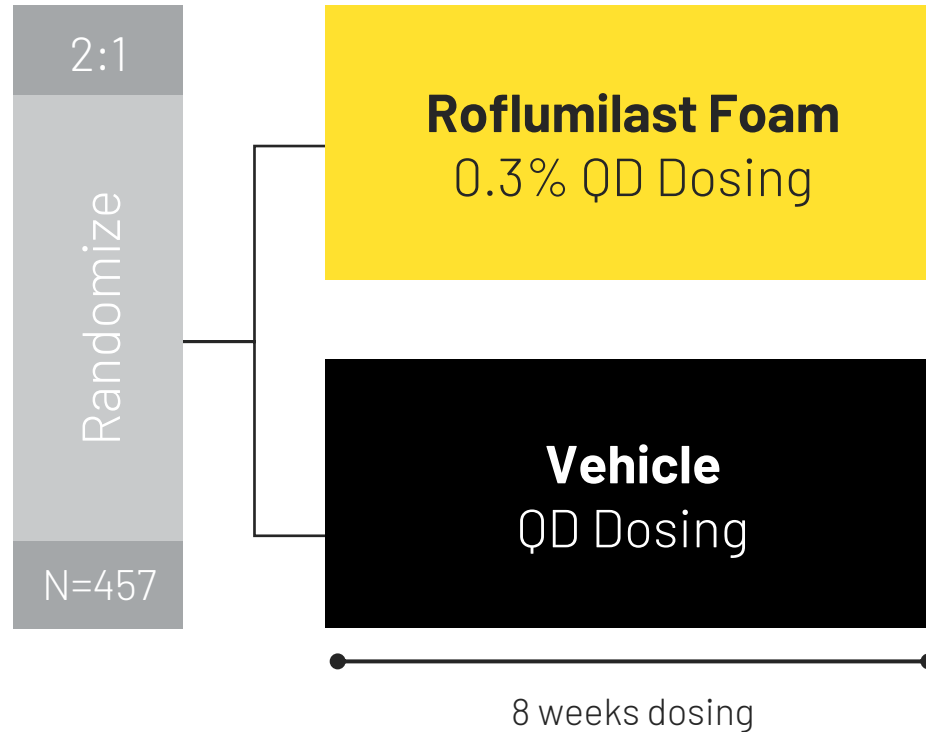 2:1
Randomize
N=457
Roflumilast Foam
0.3% QD Dosing
Vehicle
QD Dosing
8 weeks dosing